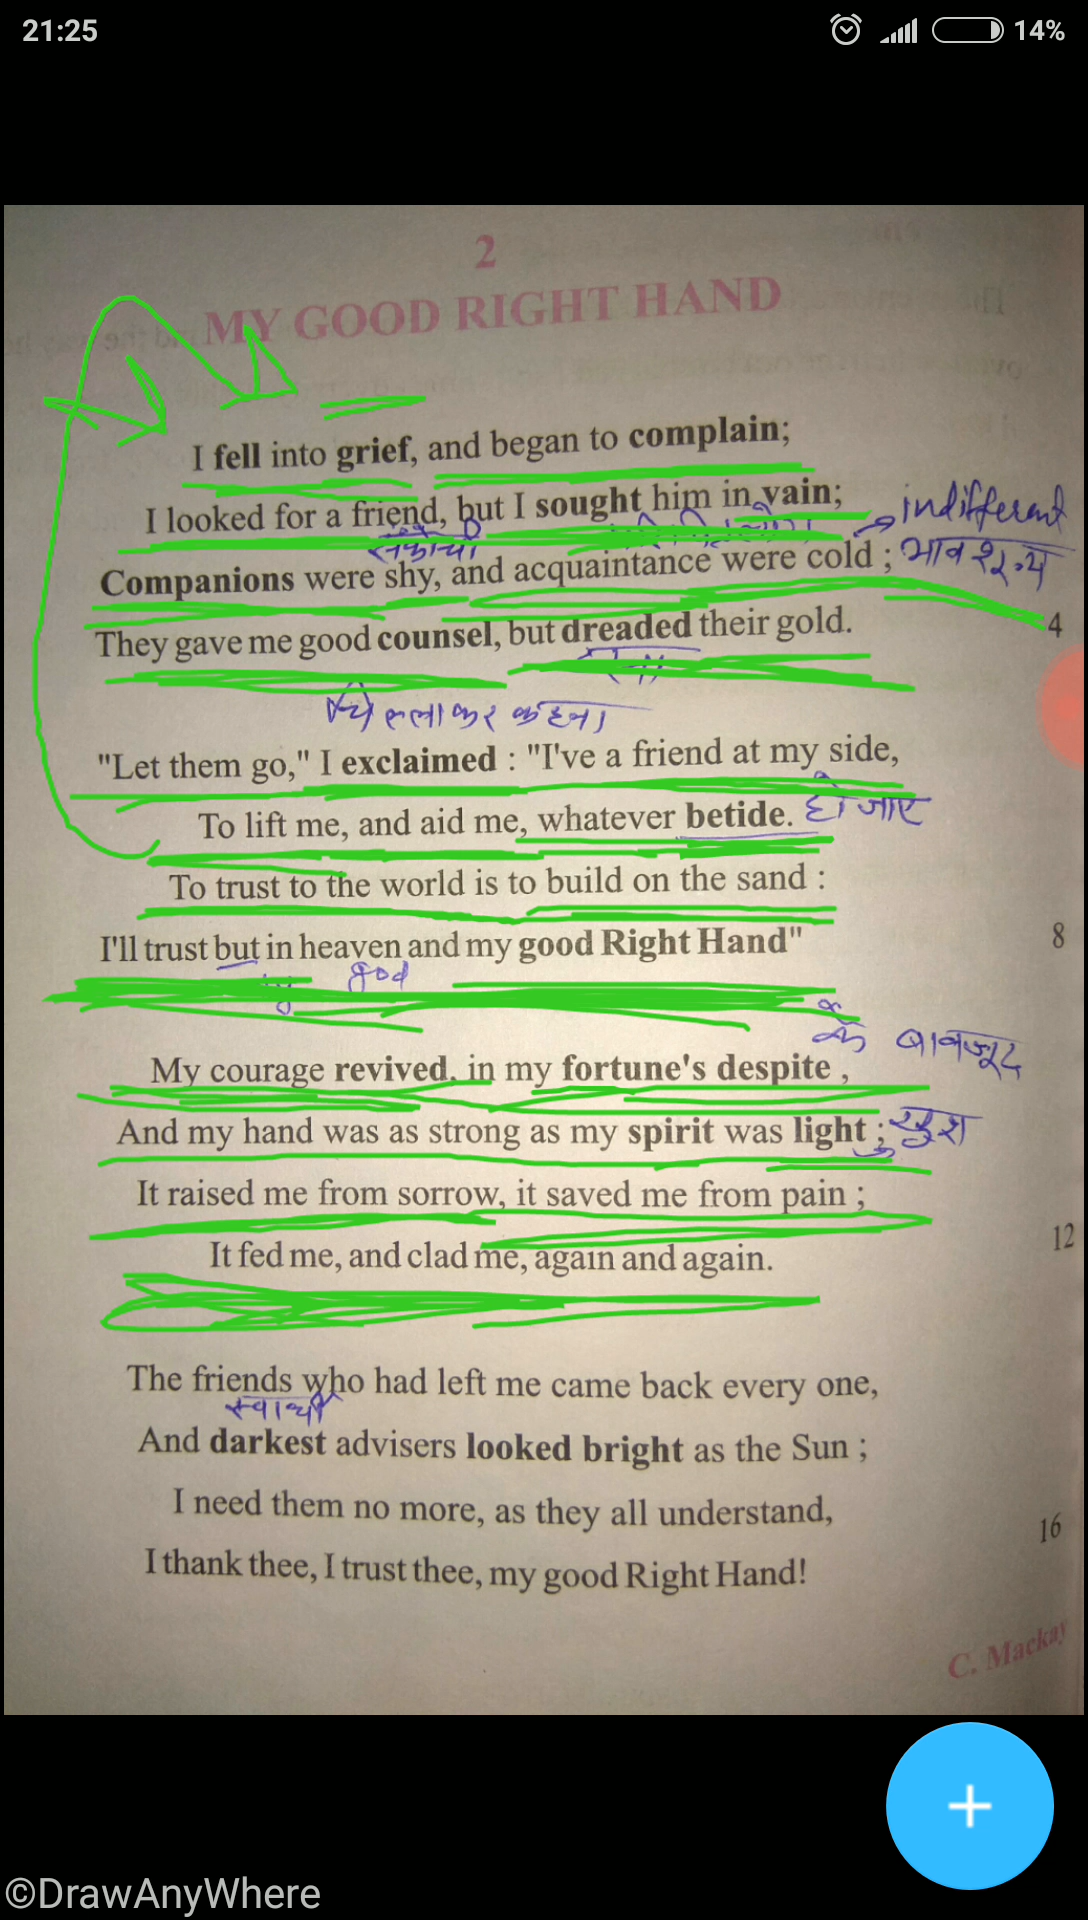 21:25 14%
2
MY GOOD RIGHT HAND
I fell into grief, and began to complain;
I looked for a friend, but I sought him in vain;
indifferent
Companions were shy, and acquaintance were cold ;
भावशून्य
They gave me good counsel, but dreaded their gold.
4
"Let them go," I exclaimed : "I've a friend at my side,
To lift me, and aid me, whatever betide. हो जाए
To trust to the world is to build on the sand :
I'll trust but in heaven and my good Right Hand"
8
god
के बावजूद
My courage revived, in my fortune's despite ,
And my hand was as strong as my spirit was light ; खुश
It raised me from sorrow, it saved me from pain ;
It fed me, and clad me, again and again.
12
The friends who had left me came back every one,
स्वार्थी
And darkest advisers looked bright as the Sun ;
I need them no more, as they all understand,
16
I thank thee, I trust thee, my good Right Hand!
C. Mackay
+
©DrawAnyWhere